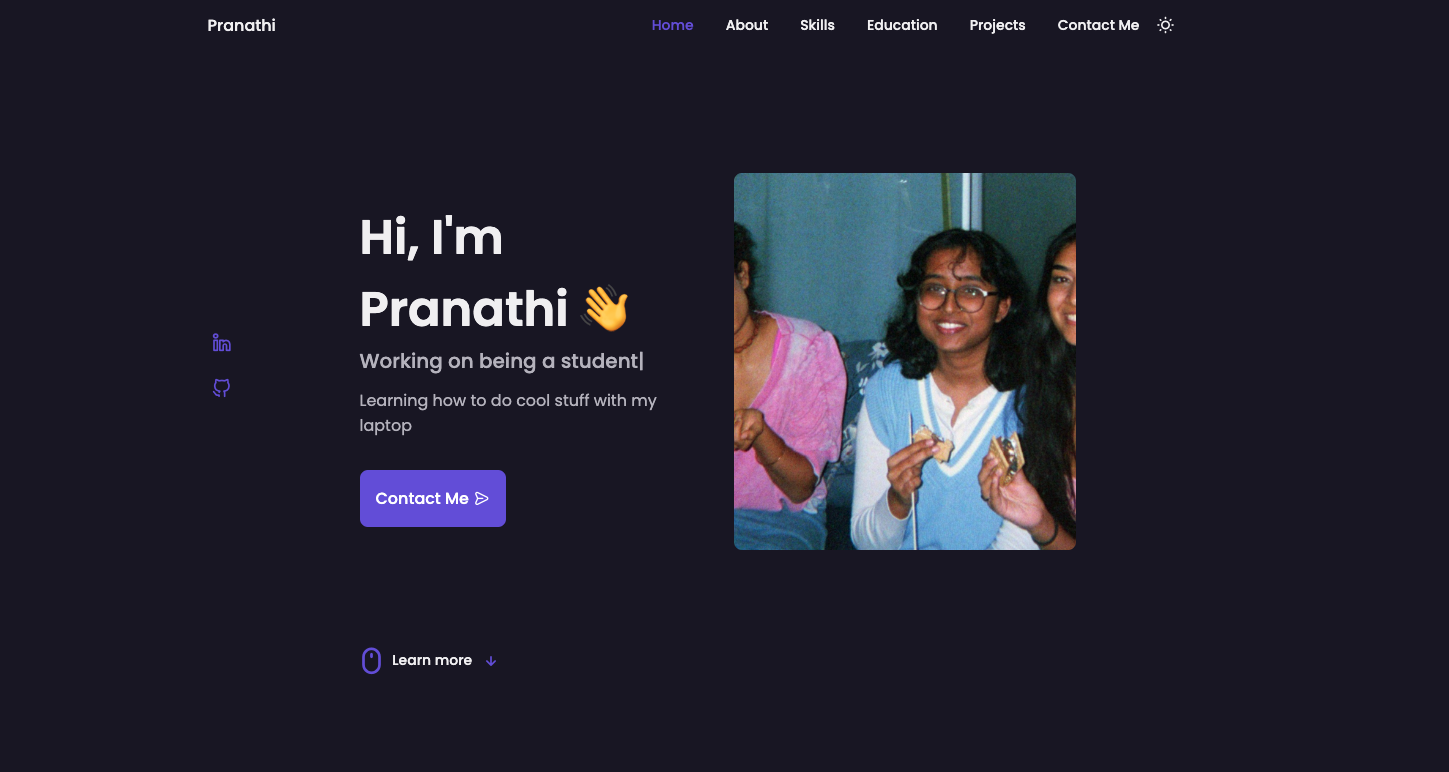 Pranathi
Home
About
Skills
Education
Projects
Contact Me
Hi, I'm
Pranathi 👋
Working on being a student|
Learning how to do cool stuff with my
laptop
Contact Me
Learn more